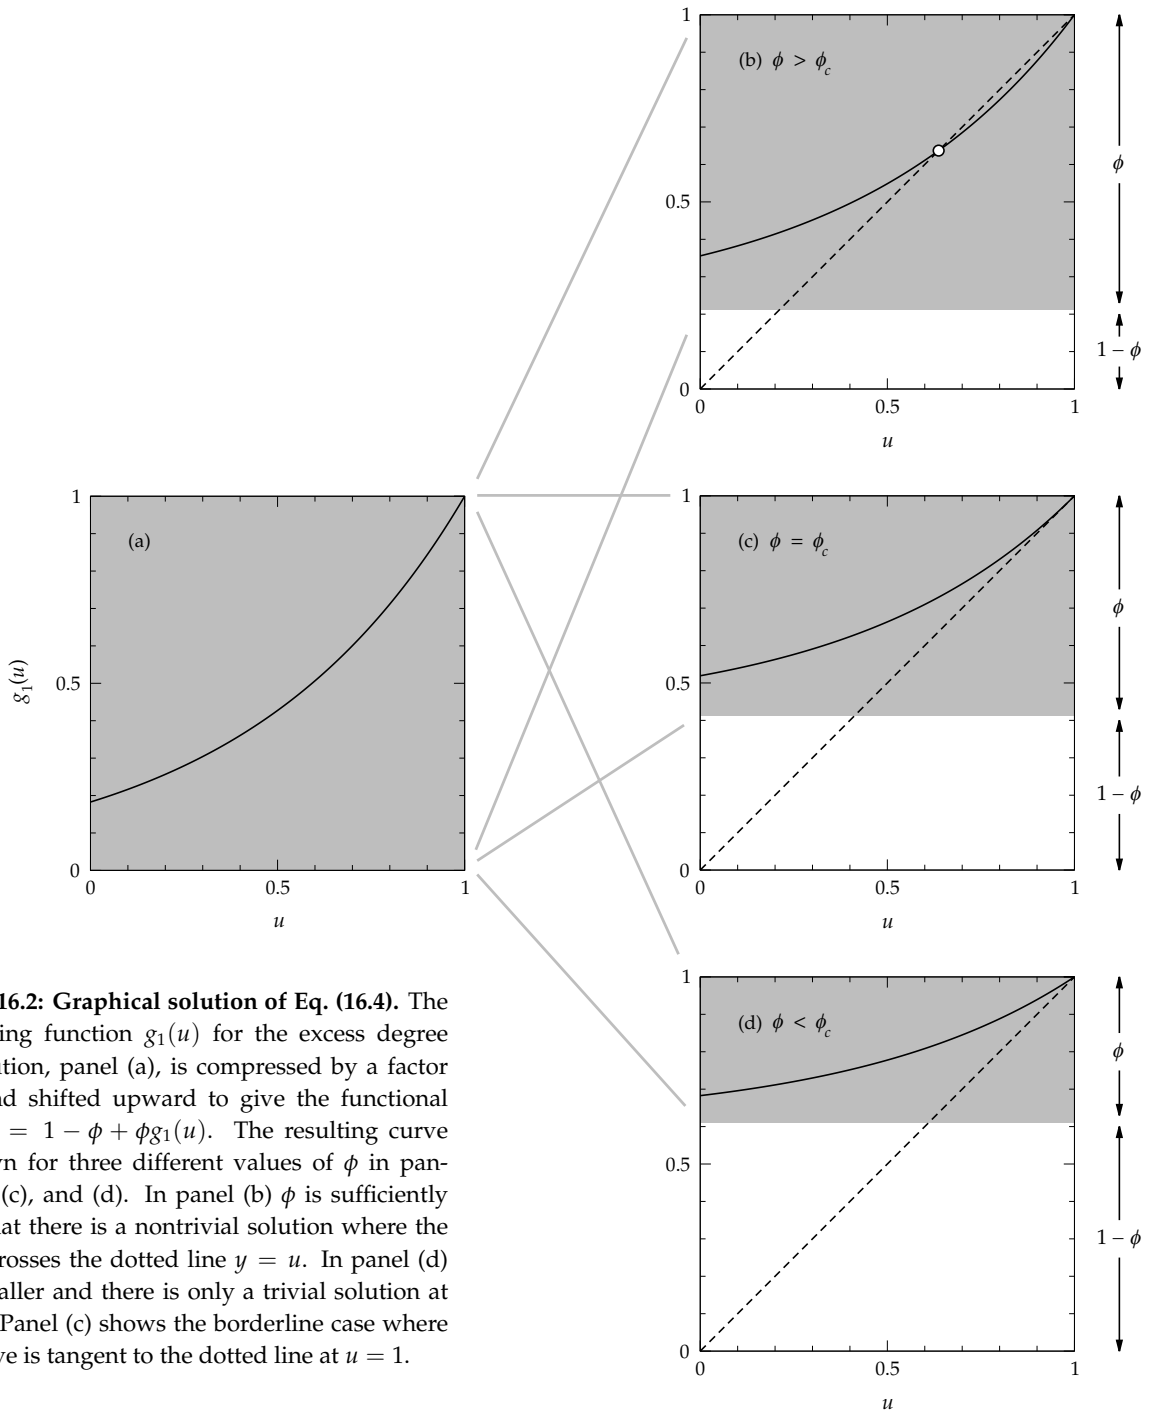 1
(b) ϕ > ϕc
0.5
0
0 0.5 1
u
ϕ
1 − ϕ
1
(a)
g1(u)
0.5
0
0 0.5 1
u
1
(c) ϕ = ϕc
0.5
0
0 0.5 1
u
ϕ
1 − ϕ
1
(d) ϕ < ϕc
0.5
0
0 0.5 1
u
ϕ
1 − ϕ
16.2: Graphical solution of Eq. (16.4). The
ing function g1(u) for the excess degree
ution, panel (a), is compressed by a factor
nd shifted upward to give the functional
= 1 − ϕ + ϕg1(u). The resulting curve
wn for three different values of ϕ in pan-
(c), and (d). In panel (b) ϕ is sufficiently
hat there is a nontrivial solution where the
rosses the dotted line y = u. In panel (d)
aller and there is only a trivial solution at
Panel (c) shows the borderline case where
ve is tangent to the dotted line at u = 1.